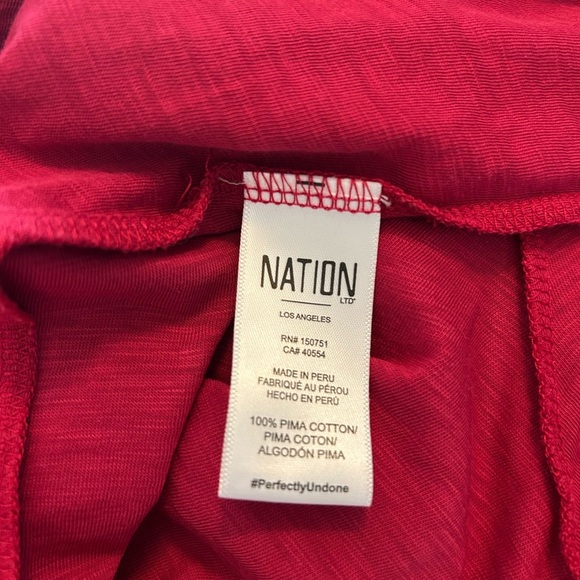 NATION
LTD
LOS ANGELES
RN# 150751
CA# 40554
MADE IN PERU
FABRIQUÉ AU PÉROU
HECHO EN PERÚ
100% PIMA COTTON/
PIMA COTON/
ALGODÓN PIMA
#PerfectlyUndone